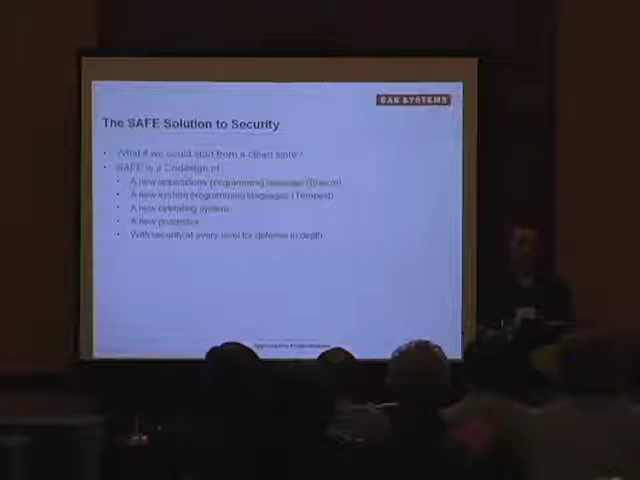 BAE SYSTEMS
The SAFE Solution to Security
• What if we could start from a clean slate?
• SAFE is a Codesign of:
• A new applications programming language (Breeze)
• A new system programming languages (Tempest)
• A new operating system
• A new processor
• With security at every level for defense in depth